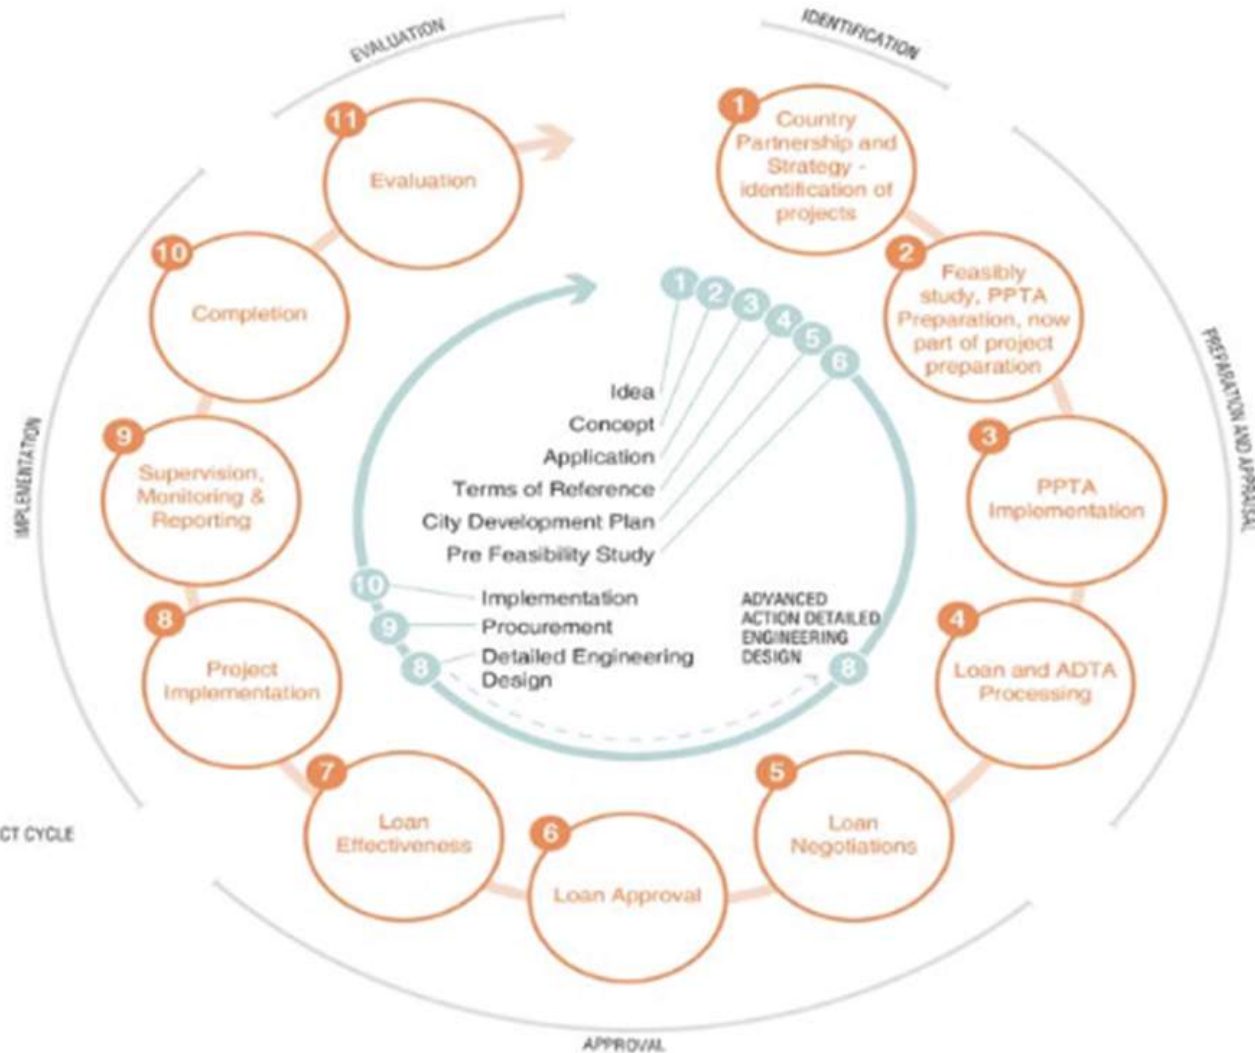 EVALUATION
IDENTIFICATION
1
Country
Partnership and
Strategy -
identification of
projects
2
Feasibly
study, PPTA
Preparation, now
part of project
preparation
PREPARATION AND APPRAISAL
3
PPTA
Implementation
4
Loan and ADTA
Processing
5
Loan
Negotiations
6
Loan Approval
APPROVAL
7
Loan
Effectiveness
8
Project
Implementation
9
Supervision,
Monitoring &
Reporting
10
Completion
IMPLEMENTATION
11
Evaluation
1
2
3
4
5
6
Idea
Concept
Application
Terms of Reference
City Development Plan
Pre Feasibility Study
10
Implementation
9
Procurement
8
Detailed Engineering
Design
ADVANCED
ACTION DETAILED
ENGINEERING
DESIGN
8
CT CYCLE